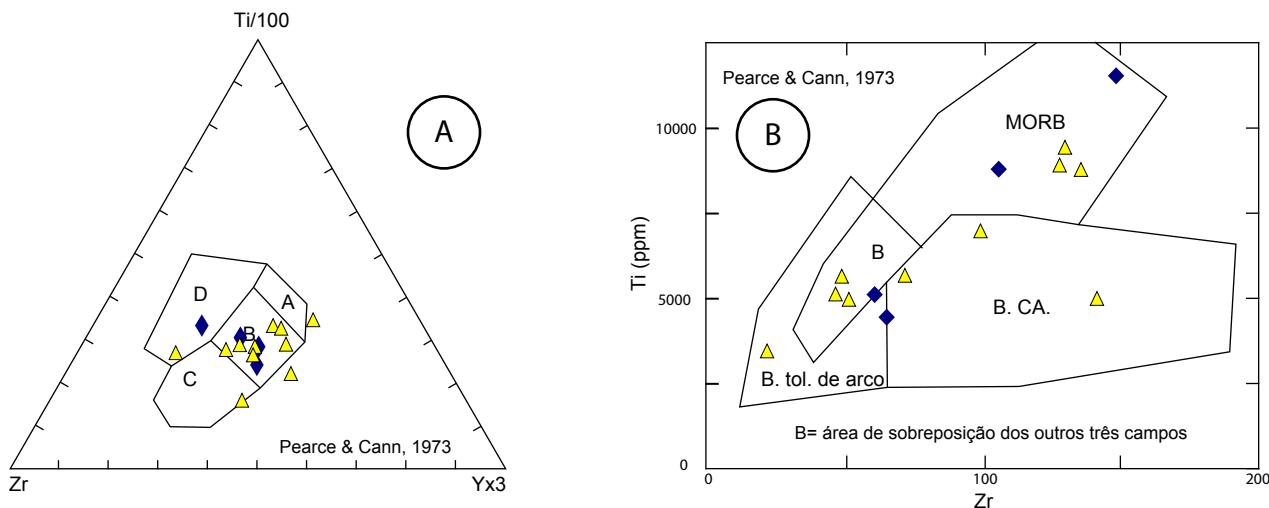 Ti/100
A
D
A
B
C
Pearce & Cann, 1973
Zr
Yx3
Pearce & Cann, 1973
B
MORB
10000
Ti (ppm)
B
5000
B. CA.
B. tol. de arco
B= área de sobreposição dos outros três campos
0
0
100
200
Zr